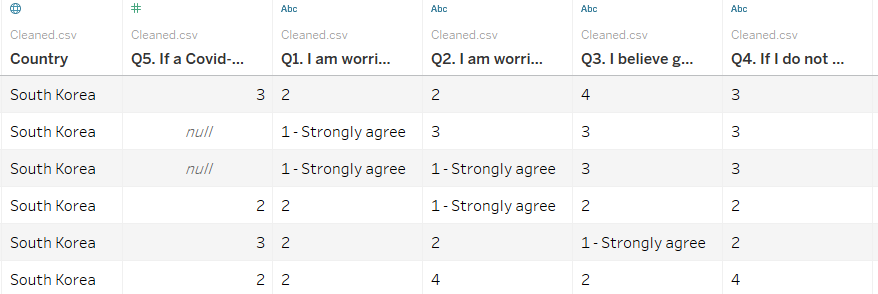 # Abc Abc Abc Abc
Cleaned.csv Cleaned.csv Cleaned.csv Cleaned.csv Cleaned.csv Cleaned.csv
Country Q5. If a Covid-... Q1. I am worri... Q2. I am worri... Q3. I believe g... Q4. If I do not ...
South Korea 3 2 2 4 3
South Korea null 1 - Strongly agree 3 3 3
South Korea null 1 - Strongly agree 1 - Strongly agree 3 3
South Korea 2 2 1 - Strongly agree 2 2
South Korea 3 2 2 1 - Strongly agree 2
South Korea 2 2 4 2 4